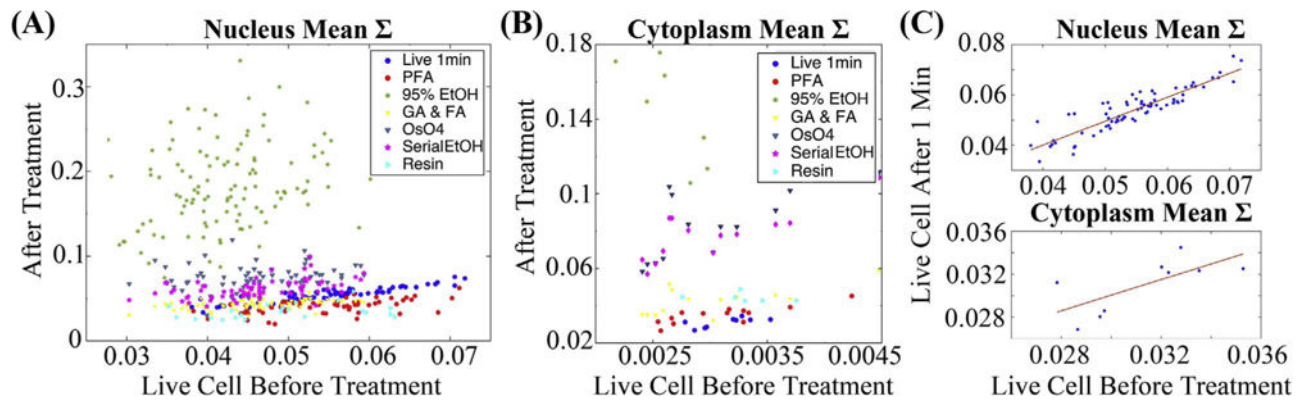 (A)
Nucleus Mean Σ
After Treatment
0.3
0.2
0.1
0
0.03 0.04 0.05 0.06 0.07
Live Cell Before Treatment
Live 1min
PFA
95% EtOH
GA & FA
OsO4
SerialEtOH
Resin
(B)
Cytoplasm Mean Σ
After Treatment
0.18
0.14
0.1
0.06
0.02
0.0025 0.0035 0.0045
Live Cell Before Treatment
Live 1min
PFA
95% EtOH
GA & FA
OsO4
SerialEtOH
Resin
(C)
Nucleus Mean Σ
Live Cell After 1 Min
0.08
0.06
0.04
0.04 0.05 0.06 0.07
Cytoplasm Mean Σ
0.036
0.032
0.028
0.028 0.032 0.036
Live Cell Before Treatment